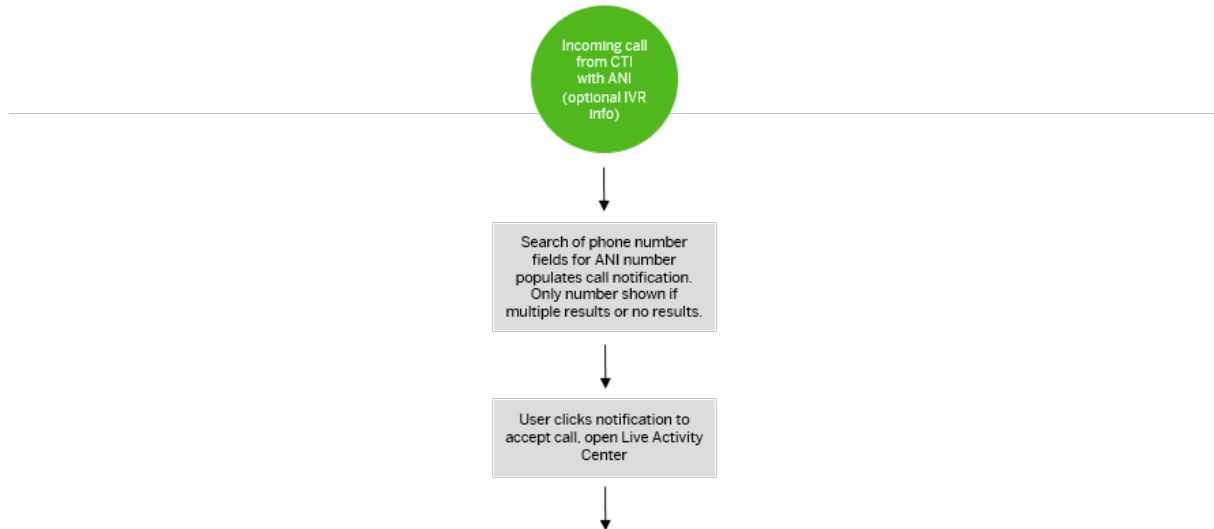 Incoming call
from CTI
with ANI
(optional IVR
info)
Search of phone number
fields for ANI number
populates call notification.
Only number shown if
multiple results or no results.
User clicks notification to
accept call, open Live Activity
Center